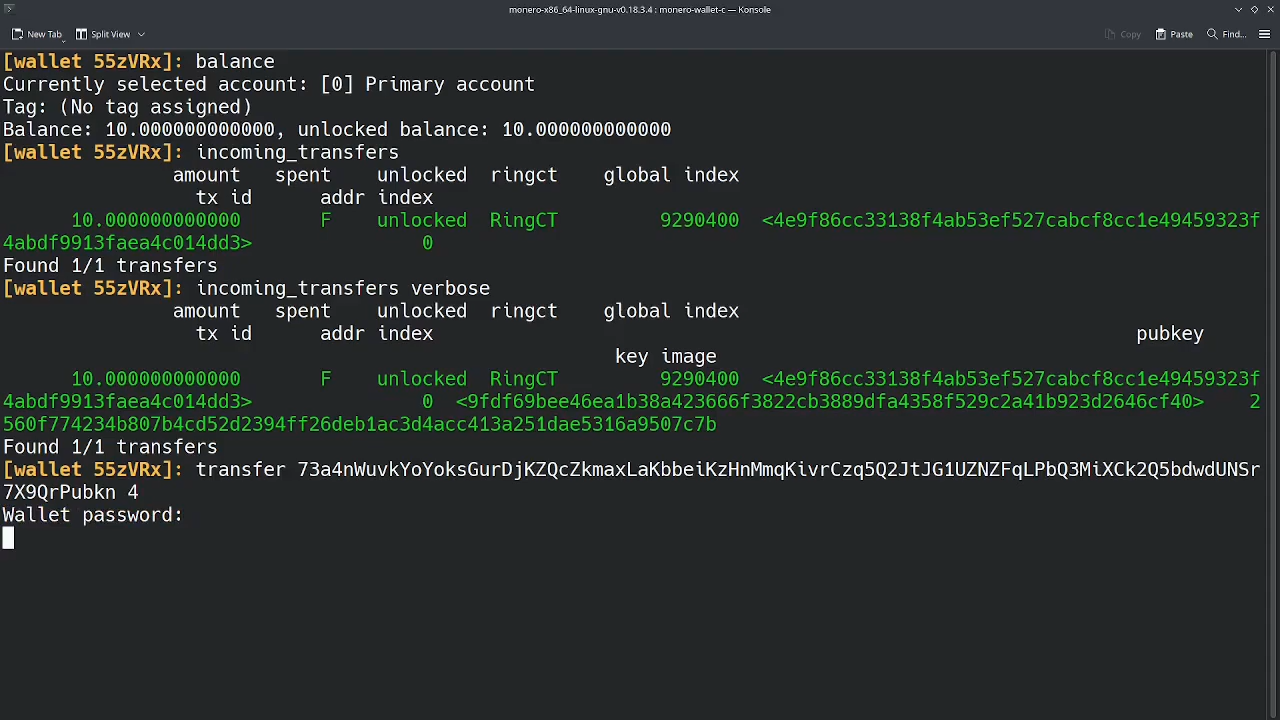 monero-x86_64-linux-gnu-v0.18.3.4 : monero-wallet-c — Konsole
New Tab Split View Copy Paste Find...
[wallet 55zVRx]: balance
Currently selected account: [0] Primary account
Tag: (No tag assigned)
Balance: 10.000000000000, unlocked balance: 10.000000000000
[wallet 55zVRx]: incoming_transfers
amount spent unlocked ringct global index
tx id addr index
10.000000000000 F unlocked RingCT 9290400 <4e9f86cc33138f4ab53ef527cabcf8cc1e49459323f
4abdf9913faea4c014dd3> 0
Found 1/1 transfers
[wallet 55zVRx]: incoming_transfers verbose
amount spent unlocked ringct global index
tx id addr index pubkey
key image
10.000000000000 F unlocked RingCT 9290400 <4e9f86cc33138f4ab53ef527cabcf8cc1e49459323f
4abdf9913faea4c014dd3> 0 <9fdf69bee46ea1b38a423666f3822cb3889dfa4358f529c2a41b923d2646cf40> 2
560f774234b807b4cd52d2394ff26deb1ac3d4acc413a251dae5316a9507c7b
Found 1/1 transfers
[wallet 55zVRx]: transfer 73a4nWuvkYoYoksGurDjKZQcZkmaxLaKbbeiKzHnMmqKivrCzq5Q2JtJG1UZNZFqLPbQ3MiXCk2Q5bdwdUNSr
7X9QrPubkn 4
Wallet password: